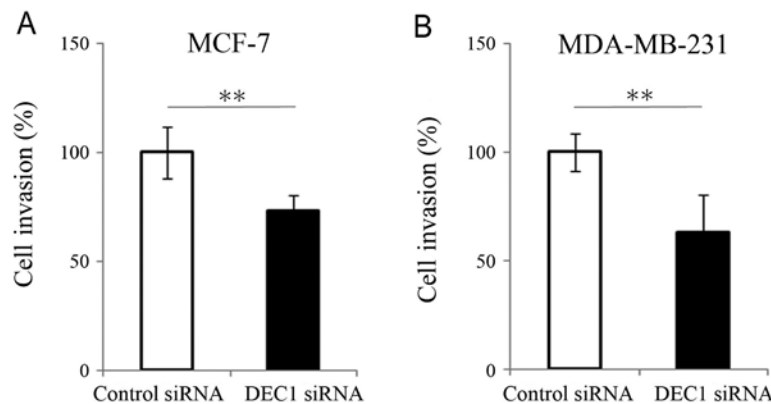 A
MCF-7
Cell invasion (%)
150
100
50
0
**
Control siRNA
DEC1 siRNA
B
MDA-MB-231
Cell invasion (%)
150
100
50
0
**
Control siRNA
DEC1 siRNA